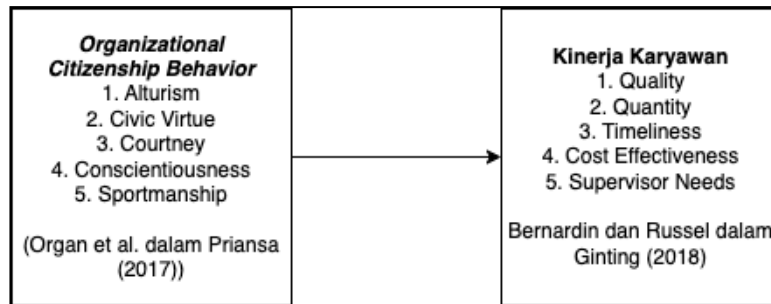 Organizational
Citizenship Behavior
1. Alturism
2. Civic Virtue
3. Courtney
4. Conscientiousness
5. Sportmanship
(Organ et al. dalam Priansa
(2017))
Kinerja Karyawan
1. Quality
2. Quantity
3. Timeliness
4. Cost Effectiveness
5. Supervisor Needs
Bernardin dan Russel dalam
Ginting (2018)